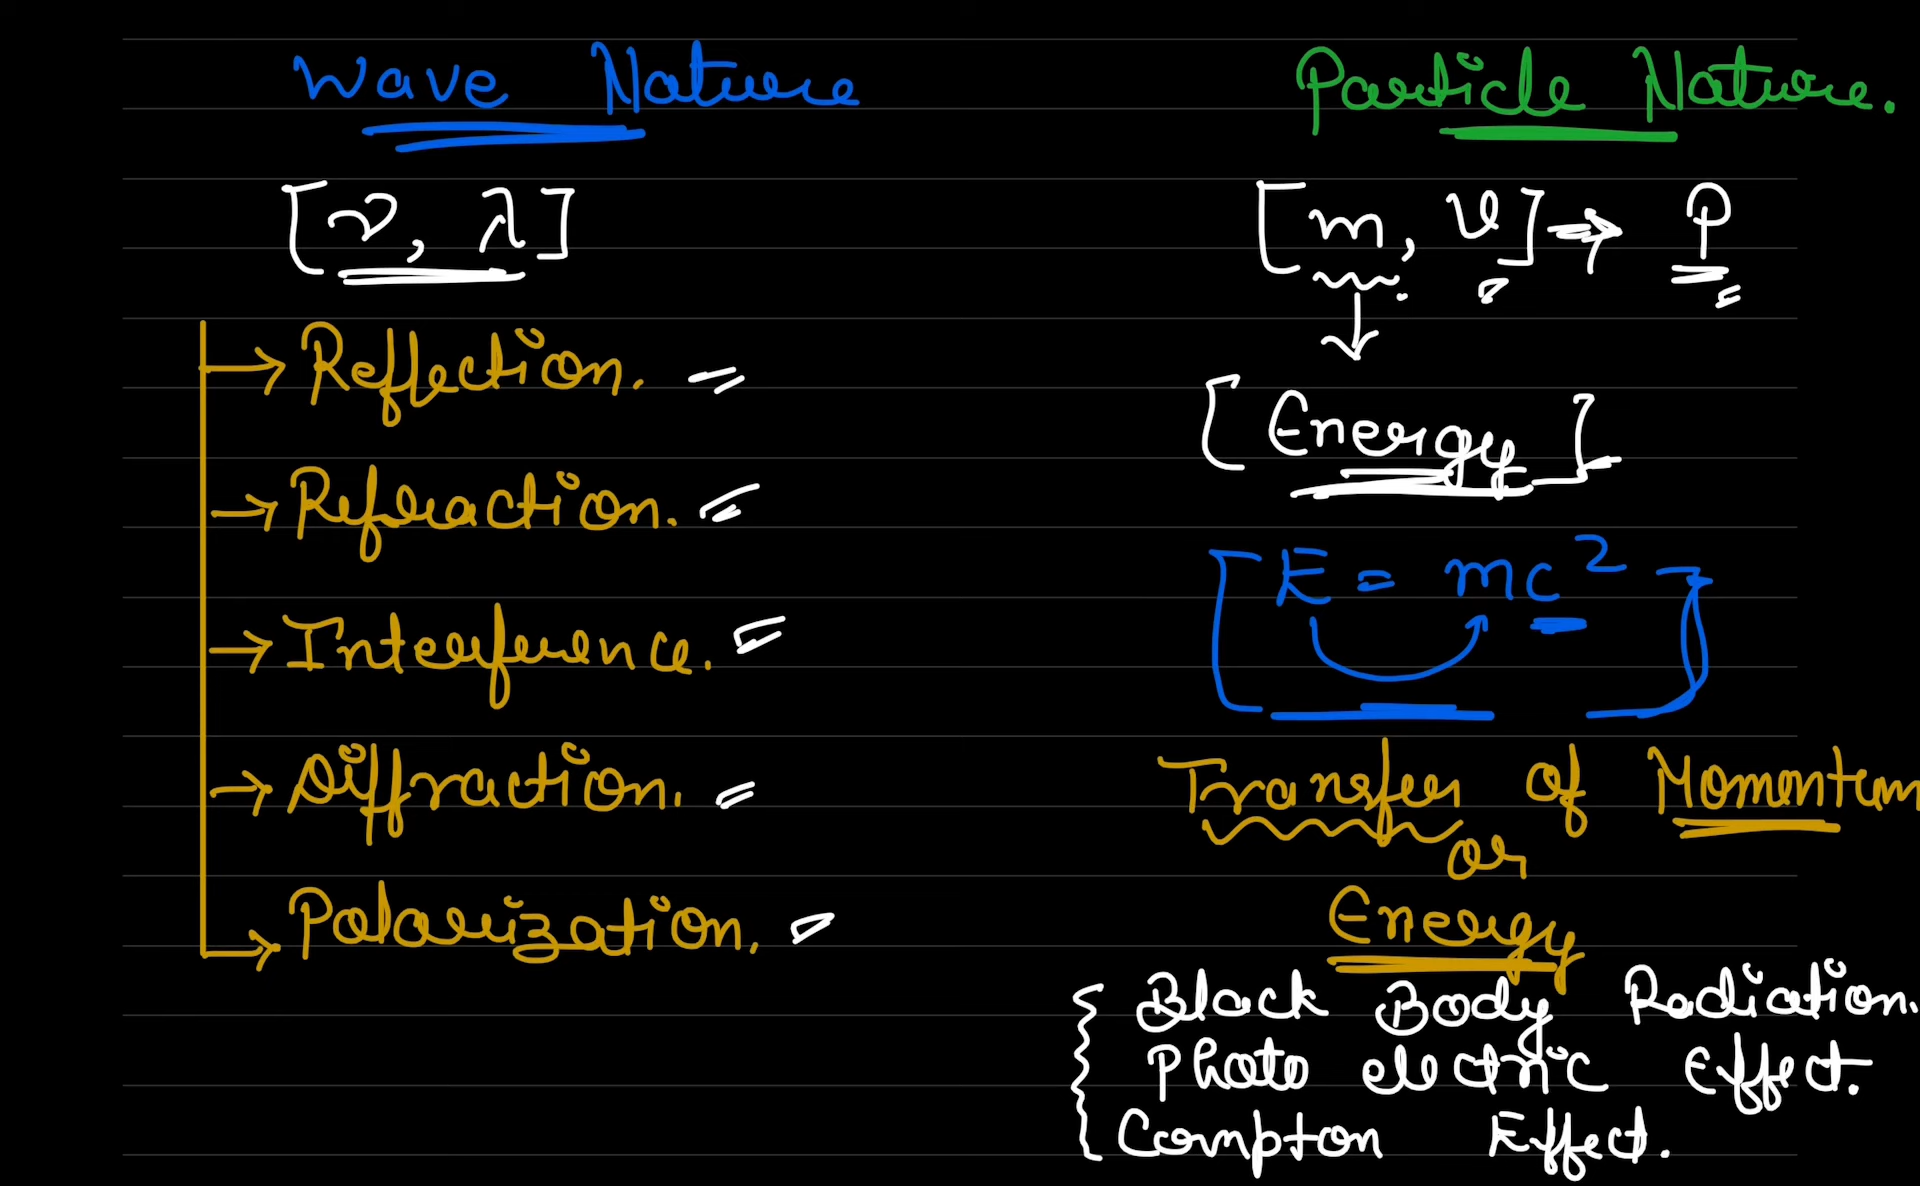 Wave Nature
[ν, λ]
→ Reflection.
→ Refraction.
→ Interference.
→ Diffraction.
→ Polarization.
Particle Nature.
[m, v] → P
↓
[Energy]
[E = mc²]
Transfer of Momentum
or
Energy
{ Black Body Radiation.
Photo electric Effect.
Compton Effect.